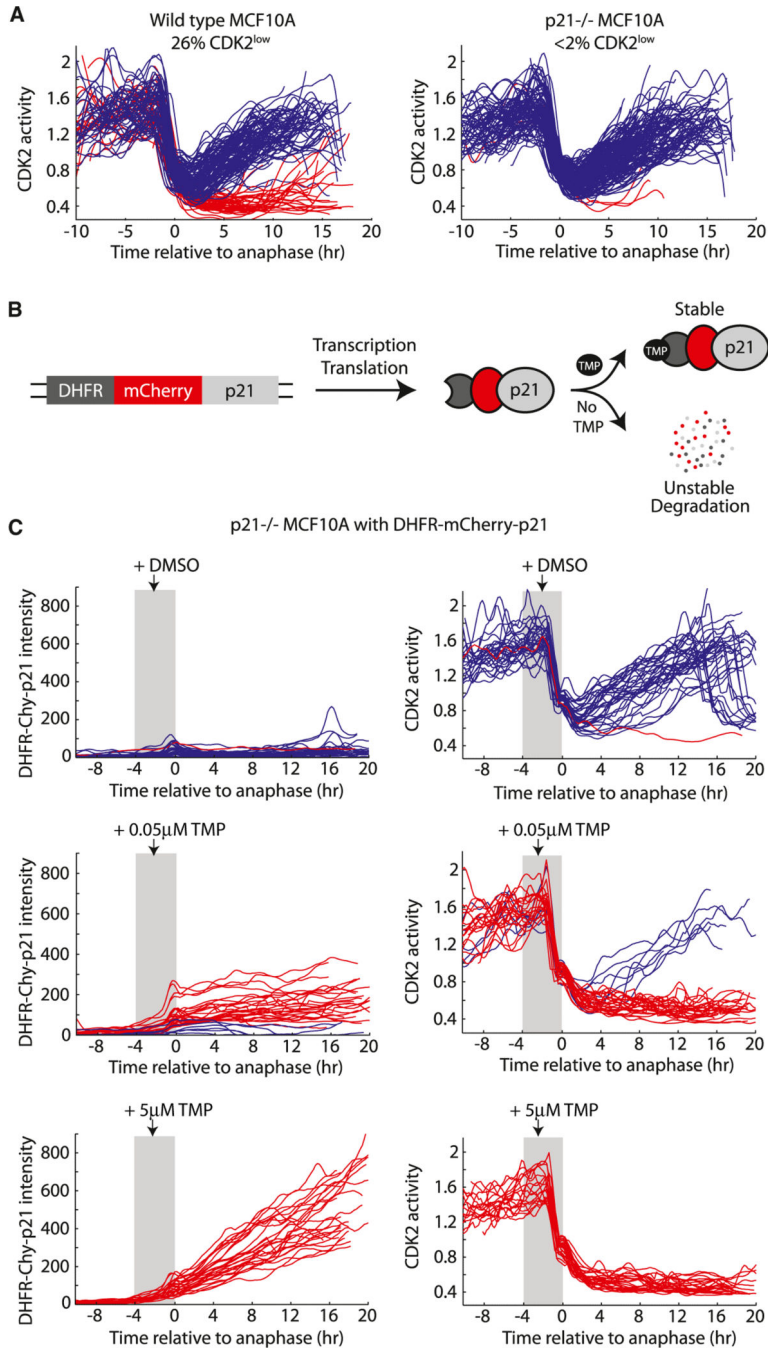 A
Wild type MCF10A
26% CDK2low
CDK2 activity
2
1.6
1.2
0.8
0.4
-10 -5 0 5 10 15 20
Time relative to anaphase (hr)
p21-/- MCF10A
<2% CDK2low
CDK2 activity
2
1.6
1.2
0.8
0.4
-10 -5 0 5 10 15 20
Time relative to anaphase (hr)
B
DHFR mCherry p21
Transcription
Translation
p21
TMP
No
TMP
Stable
TMP p21
Unstable
Degradation
C
p21-/- MCF10A with DHFR-mCherry-p21
+ DMSO
DHFR-Chy-p21 intensity
800
600
400
200
0
-8 -4 0 4 8 12 16 20
Time relative to anaphase (hr)
+ DMSO
CDK2 activity
2
1.6
1.2
0.8
0.4
-8 -4 0 4 8 12 16 20
Time relative to anaphase (hr)
+ 0.05μM TMP
DHFR-Chy-p21 intensity
800
600
400
200
0
-8 -4 0 4 8 12 16 20
Time relative to anaphase (hr)
+ 0.05μM TMP
CDK2 activity
2
1.6
1.2
0.8
0.4
-8 -4 0 4 8 12 16 20
Time relative to anaphase (hr)
+ 5μM TMP
DHFR-Chy-p21 intensity
800
600
400
200
0
-8 -4 0 4 8 12 16 20
Time relative to anaphase (hr)
+ 5μM TMP
CDK2 activity
2
1.6
1.2
0.8
0.4
-8 -4 0 4 8 12 16 20
Time relative to anaphase (hr)